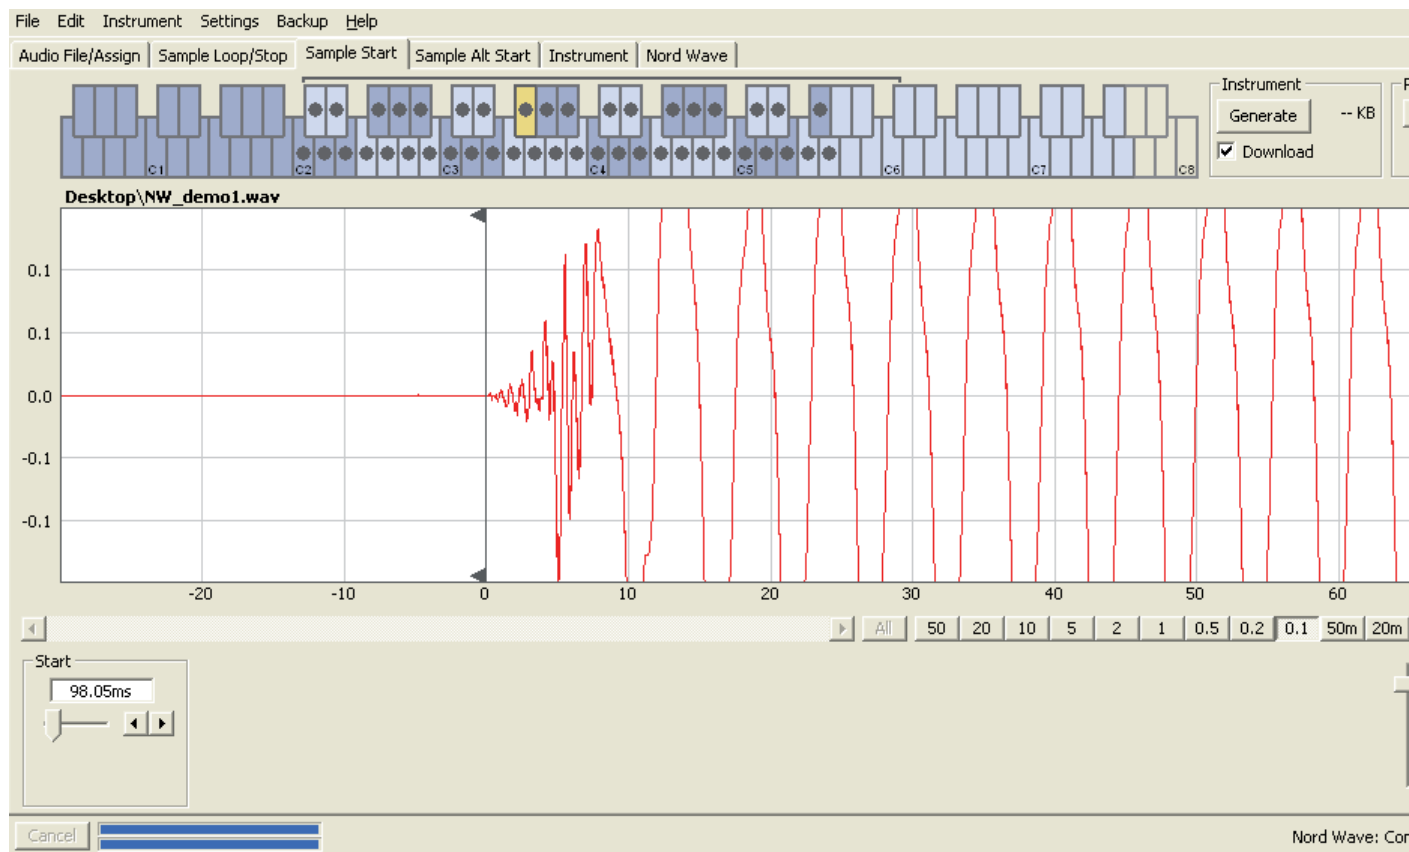 File Edit Instrument Settings Backup Help
Audio File/Assign Sample Loop/Stop Sample Start Sample Alt Start Instrument Nord Wave
Instrument
Generate -- KB
Download
C1 C2 C3 C4 C5 C6 C7 C8
Desktop\NW_demo1.wav
0.1
0.1
0.0
-0.1
-0.1
-20 -10 0 10 20 30 40 50 60
All 50 20 10 5 2 1 0.5 0.2 0.1 50m 20m
Start
98.05ms
Cancel
Nord Wave: Cor